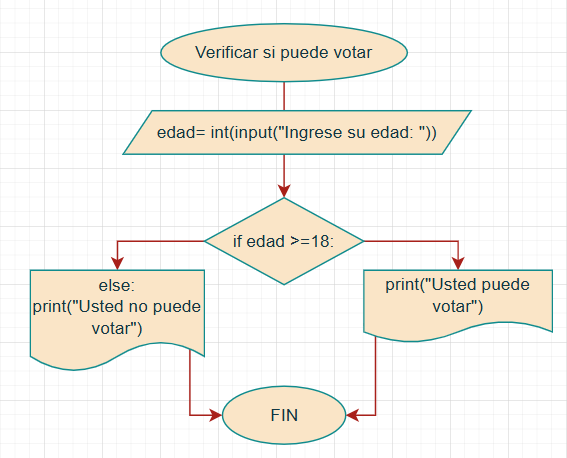 Verificar si puede votar
edad= int(input("Ingrese su edad: "))
if edad >=18:
else:
print("Usted no puede
votar")
print("Usted puede
votar")
FIN